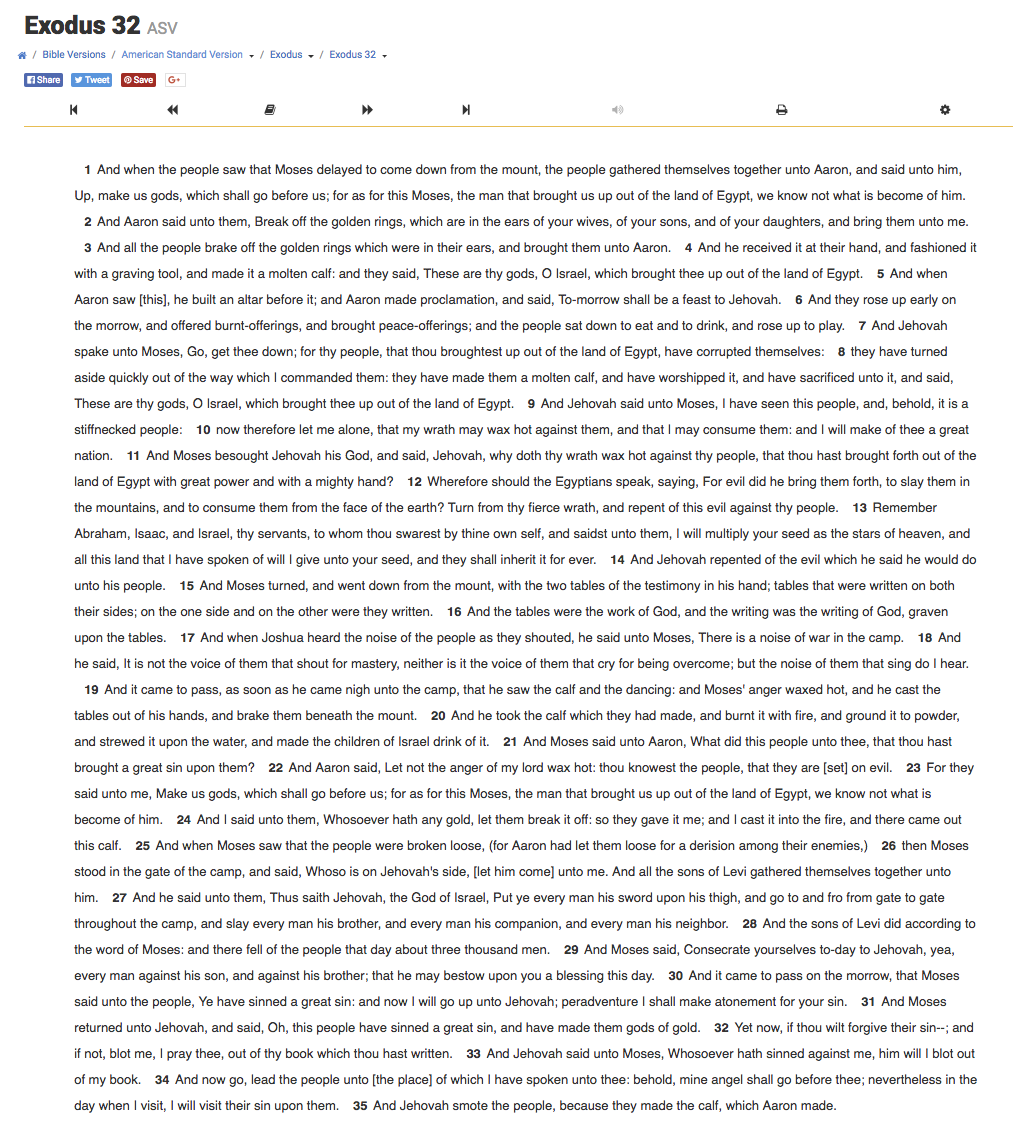 Exodus 32 ASV
/ Bible Versions / American Standard Version / Exodus / Exodus 32
Share Tweet Save G+
1 And when the people saw that Moses delayed to come down from the mount, the people gathered themselves together unto Aaron, and said unto him,
Up, make us gods, which shall go before us; for as for this Moses, the man that brought us up out of the land of Egypt, we know not what is become of him.
2 And Aaron said unto them, Break off the golden rings, which are in the ears of your wives, of your sons, and of your daughters, and bring them unto me.
3 And all the people brake off the golden rings which were in their ears, and brought them unto Aaron. 4 And he received it at their hand, and fashioned it
with a graving tool, and made it a molten calf: and they said, These are thy gods, O Israel, which brought thee up out of the land of Egypt. 5 And when
Aaron saw [this], he built an altar before it; and Aaron made proclamation, and said, To-morrow shall be a feast to Jehovah. 6 And they rose up early on
the morrow, and offered burnt-offerings, and brought peace-offerings; and the people sat down to eat and to drink, and rose up to play. 7 And Jehovah
spake unto Moses, Go, get thee down; for thy people, that thou broughtest up out of the land of Egypt, have corrupted themselves: 8 they have turned
aside quickly out of the way which I commanded them: they have made them a molten calf, and have worshipped it, and have sacrificed unto it, and said,
These are thy gods, O Israel, which brought thee up out of the land of Egypt. 9 And Jehovah said unto Moses, I have seen this people, and, behold, it is a
stiffnecked people: 10 now therefore let me alone, that my wrath may wax hot against them, and that I may consume them: and I will make of thee a great
nation. 11 And Moses besought Jehovah his God, and said, Jehovah, why doth thy wrath wax hot against thy people, that thou hast brought forth out of the
land of Egypt with great power and with a mighty hand? 12 Wherefore should the Egyptians speak, saying, For evil did he bring them forth, to slay them in
the mountains, and to consume them from the face of the earth? Turn from thy fierce wrath, and repent of this evil against thy people. 13 Remember
Abraham, Isaac, and Israel, thy servants, to whom thou swarest by thine own self, and saidst unto them, I will multiply your seed as the stars of heaven, and
all this land that I have spoken of will I give unto your seed, and they shall inherit it for ever. 14 And Jehovah repented of the evil which he said he would do
unto his people. 15 And Moses turned, and went down from the mount, with the two tables of the testimony in his hand; tables that were written on both
their sides; on the one side and on the other were they written. 16 And the tables were the work of God, and the writing was the writing of God, graven
upon the tables. 17 And when Joshua heard the noise of the people as they shouted, he said unto Moses, There is a noise of war in the camp. 18 And
he said, It is not the voice of them that shout for mastery, neither is it the voice of them that cry for being overcome; but the noise of them that sing do I hear.
19 And it came to pass, as soon as he came nigh unto the camp, that he saw the calf and the dancing: and Moses' anger waxed hot, and he cast the
tables out of his hands, and brake them beneath the mount. 20 And he took the calf which they had made, and burnt it with fire, and ground it to powder,
and strewed it upon the water, and made the children of Israel drink of it. 21 And Moses said unto Aaron, What did this people unto thee, that thou hast
brought a great sin upon them? 22 And Aaron said, Let not the anger of my lord wax hot: thou knowest the people, that they are [set] on evil. 23 For they
said unto me, Make us gods, which shall go before us; for as for this Moses, the man that brought us up out of the land of Egypt, we know not what is
become of him. 24 And I said unto them, Whosoever hath any gold, let them break it off: so they gave it me; and I cast it into the fire, and there came out
this calf. 25 And when Moses saw that the people were broken loose, (for Aaron had let them loose for a derision among their enemies,) 26 then Moses
stood in the gate of the camp, and said, Whoso is on Jehovah's side, [let him come] unto me. And all the sons of Levi gathered themselves together unto
him. 27 And he said unto them, Thus saith Jehovah, the God of Israel, Put ye every man his sword upon his thigh, and go to and fro from gate to gate
throughout the camp, and slay every man his brother, and every man his companion, and every man his neighbor. 28 And the sons of Levi did according to
the word of Moses: and there fell of the people that day about three thousand men. 29 And Moses said, Consecrate yourselves to-day to Jehovah, yea,
every man against his son, and against his brother; that he may bestow upon you a blessing this day. 30 And it came to pass on the morrow, that Moses
said unto the people, Ye have sinned a great sin: and now I will go up unto Jehovah; peradventure I shall make atonement for your sin. 31 And Moses
returned unto Jehovah, and said, Oh, this people have sinned a great sin, and have made them gods of gold. 32 Yet now, if thou wilt forgive their sin--; and
if not, blot me, I pray thee, out of thy book which thou hast written. 33 And Jehovah said unto Moses, Whosoever hath sinned against me, him will I blot out
of my book. 34 And now go, lead the people unto [the place] of which I have spoken unto thee: behold, mine angel shall go before thee; nevertheless in the
day when I visit, I will visit their sin upon them. 35 And Jehovah smote the people, because they made the calf, which Aaron made.